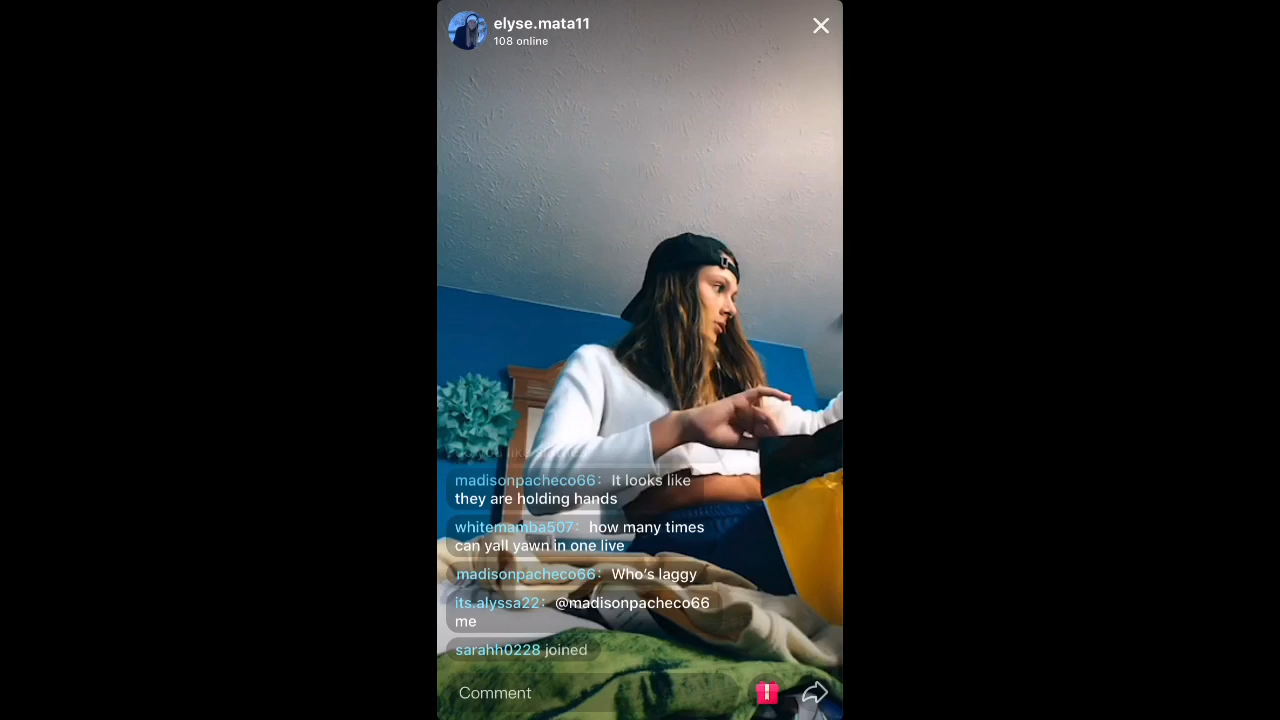 elyse.mata11
108 online
madisonpacheco66: It looks like
they are holding hands
whitemamba507: how many times
can yall yawn in one live
madisonpacheco66: Who's laggy
its.alyssa22: @madisonpacheco66
me
sarahh0228 joined
Comment